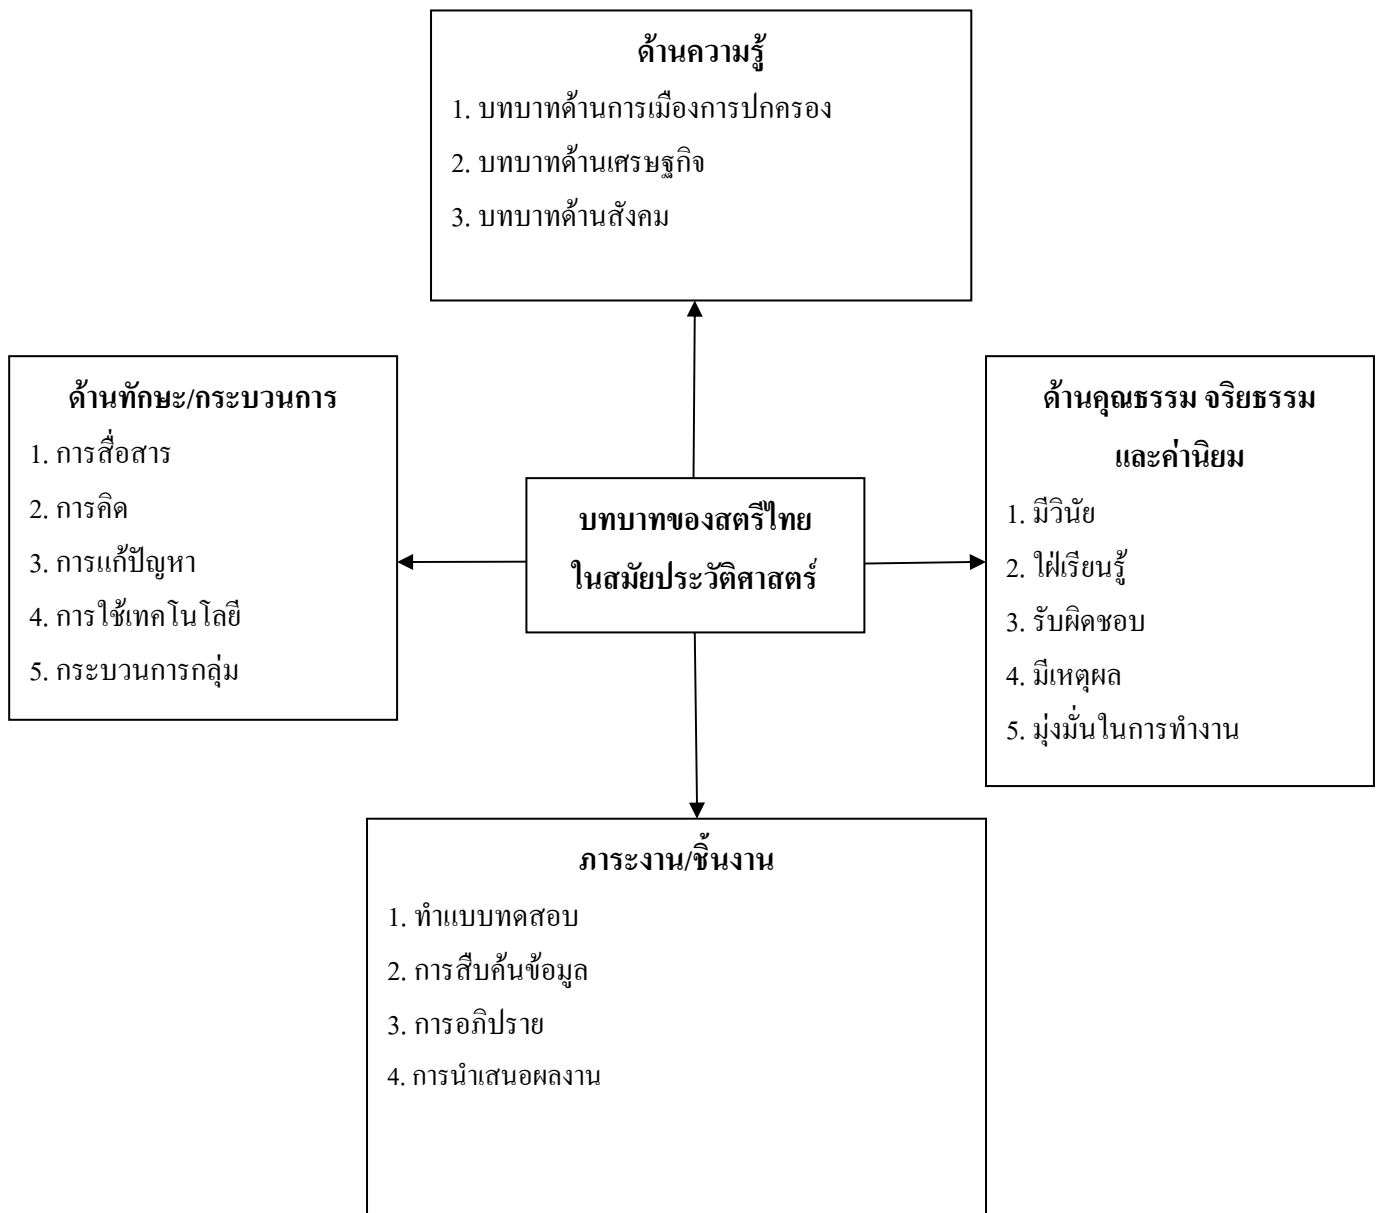 ด้านความรู้
1. บทบาทด้านการเมืองการปกครอง
2. บทบาทด้านเศรษฐกิจ
3. บทบาทด้านสังคม
ด้านทักษะ/กระบวนการ
1. การสื่อสาร
2. การคิด
3. การแก้ปัญหา
4. การใช้เทคโนโลยี
5. กระบวนการกลุ่ม
บทบาทของสตรีไทย
ในสมัยประวัติศาสตร์
ด้านคุณธรรม จริยธรรม
และค่านิยม
1. มีวินัย
2. ใฝ่เรียนรู้
3. รับผิดชอบ
4. มีเหตุผล
5. มุ่งมั่นในการทำงาน
ภาระงาน/ชิ้นงาน
1. ทำแบบทดสอบ
2. การสืบค้นข้อมูล
3. การอภิปราย
4. การนำเสนอผลงาน